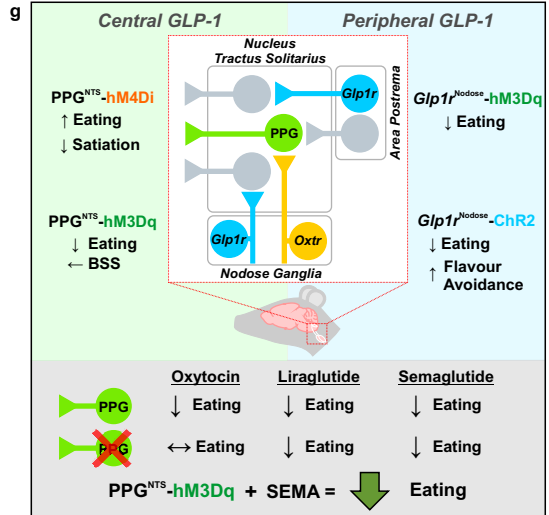 g
Central GLP-1
Peripheral GLP-1
Nucleus
Tractus Solitarius
Glp1r
PPG
Area Postrema
Glp1r
Oxtr
Nodose Ganglia
PPG^NTS-hM4Di
↑ Eating
↓ Satiation
PPG^NTS-hM3Dq
↓ Eating
← BSS
Glp1r^Nodose-hM3Dq
↓ Eating
Glp1r^Nodose-ChR2
↓ Eating
↑ Flavour
Avoidance
Oxytocin Liraglutide Semaglutide
PPG ↓ Eating ↓ Eating ↓ Eating
PPG ↔ Eating ↓ Eating ↓ Eating
PPG^NTS-hM3Dq + SEMA = Eating